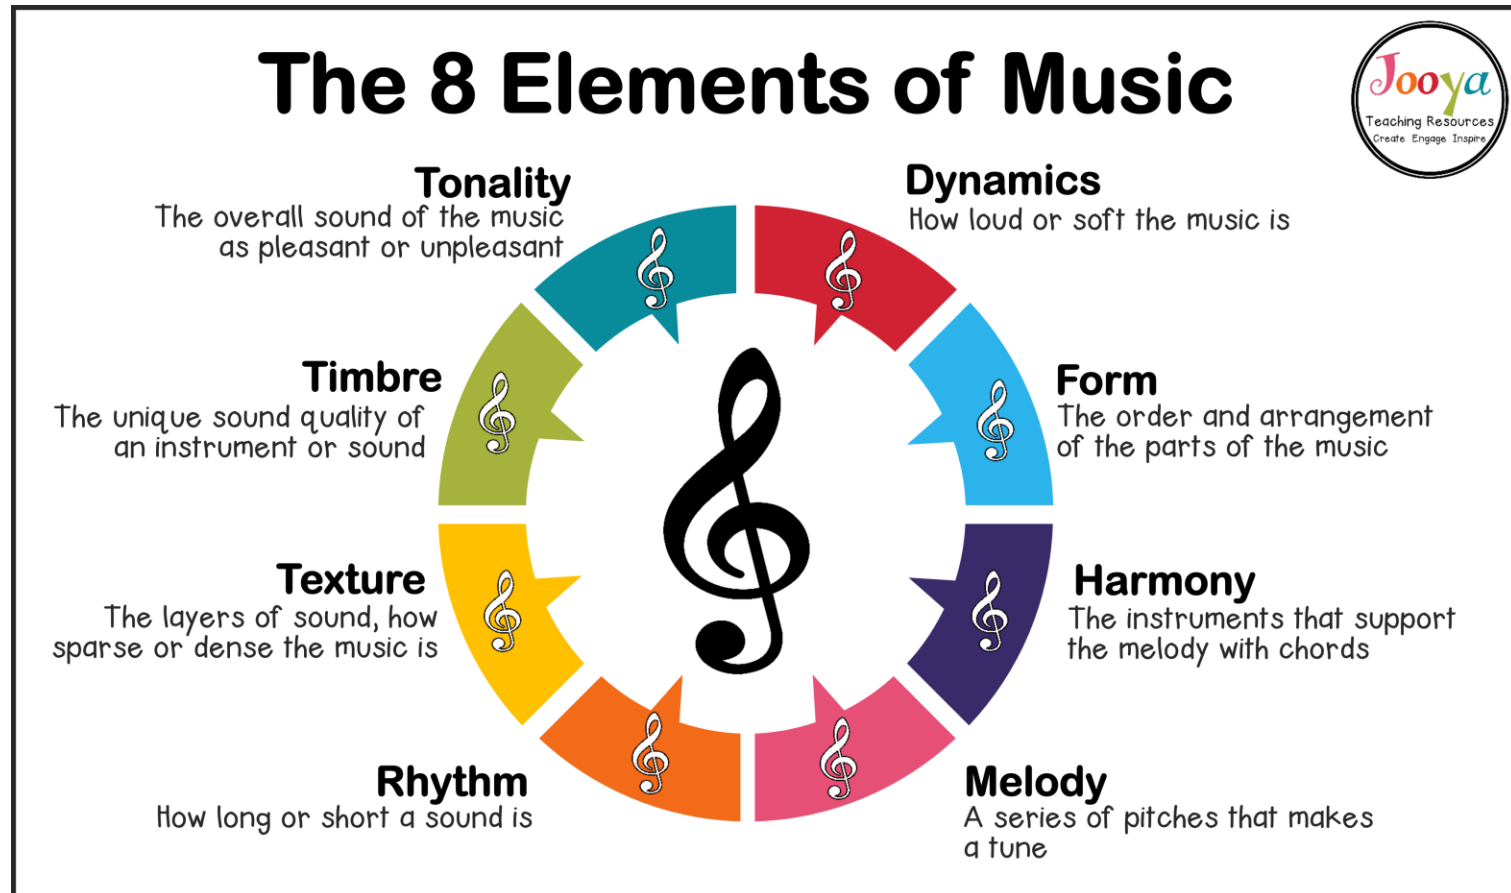 The 8 Elements of Music
Jooya
Teaching Resources
Create Engage Inspire
Tonality
The overall sound of the music
as pleasant or unpleasant
Dynamics
How loud or soft the music is
Timbre
The unique sound quality of
an instrument or sound
Form
The order and arrangement
of the parts of the music
Texture
The layers of sound, how
sparse or dense the music is
Harmony
The instruments that support
the melody with chords
Rhythm
How long or short a sound is
Melody
A series of pitches that makes
a tune